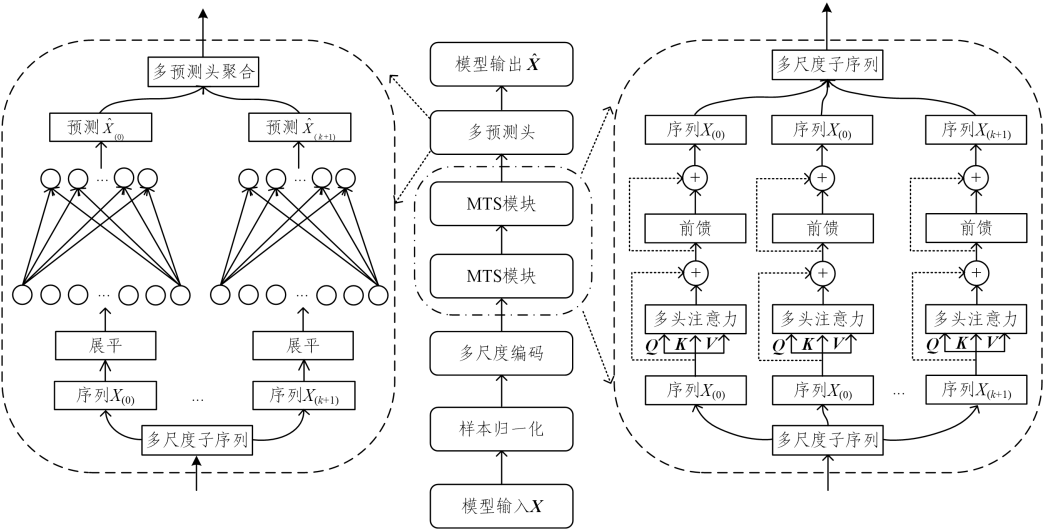 多预测头聚合
预测 X̂(0)
预测 X̂(k+1)
...
...
...
...
展平
展平
序列X(0)
...
序列X(k+1)
多尺度子序列
模型输出 X̂
多预测头
MTS模块
MTS模块
多尺度编码
样本归一化
模型输入X
多尺度子序列
序列X(0)
序列X(0)
序列X(k+1)
+
+
+
前馈
前馈
前馈
+
+
+
多头注意力
多头注意力
多头注意力
Q K V
Q K V
Q K V
序列X(0)
序列X(0)
...
序列X(k+1)
多尺度子序列